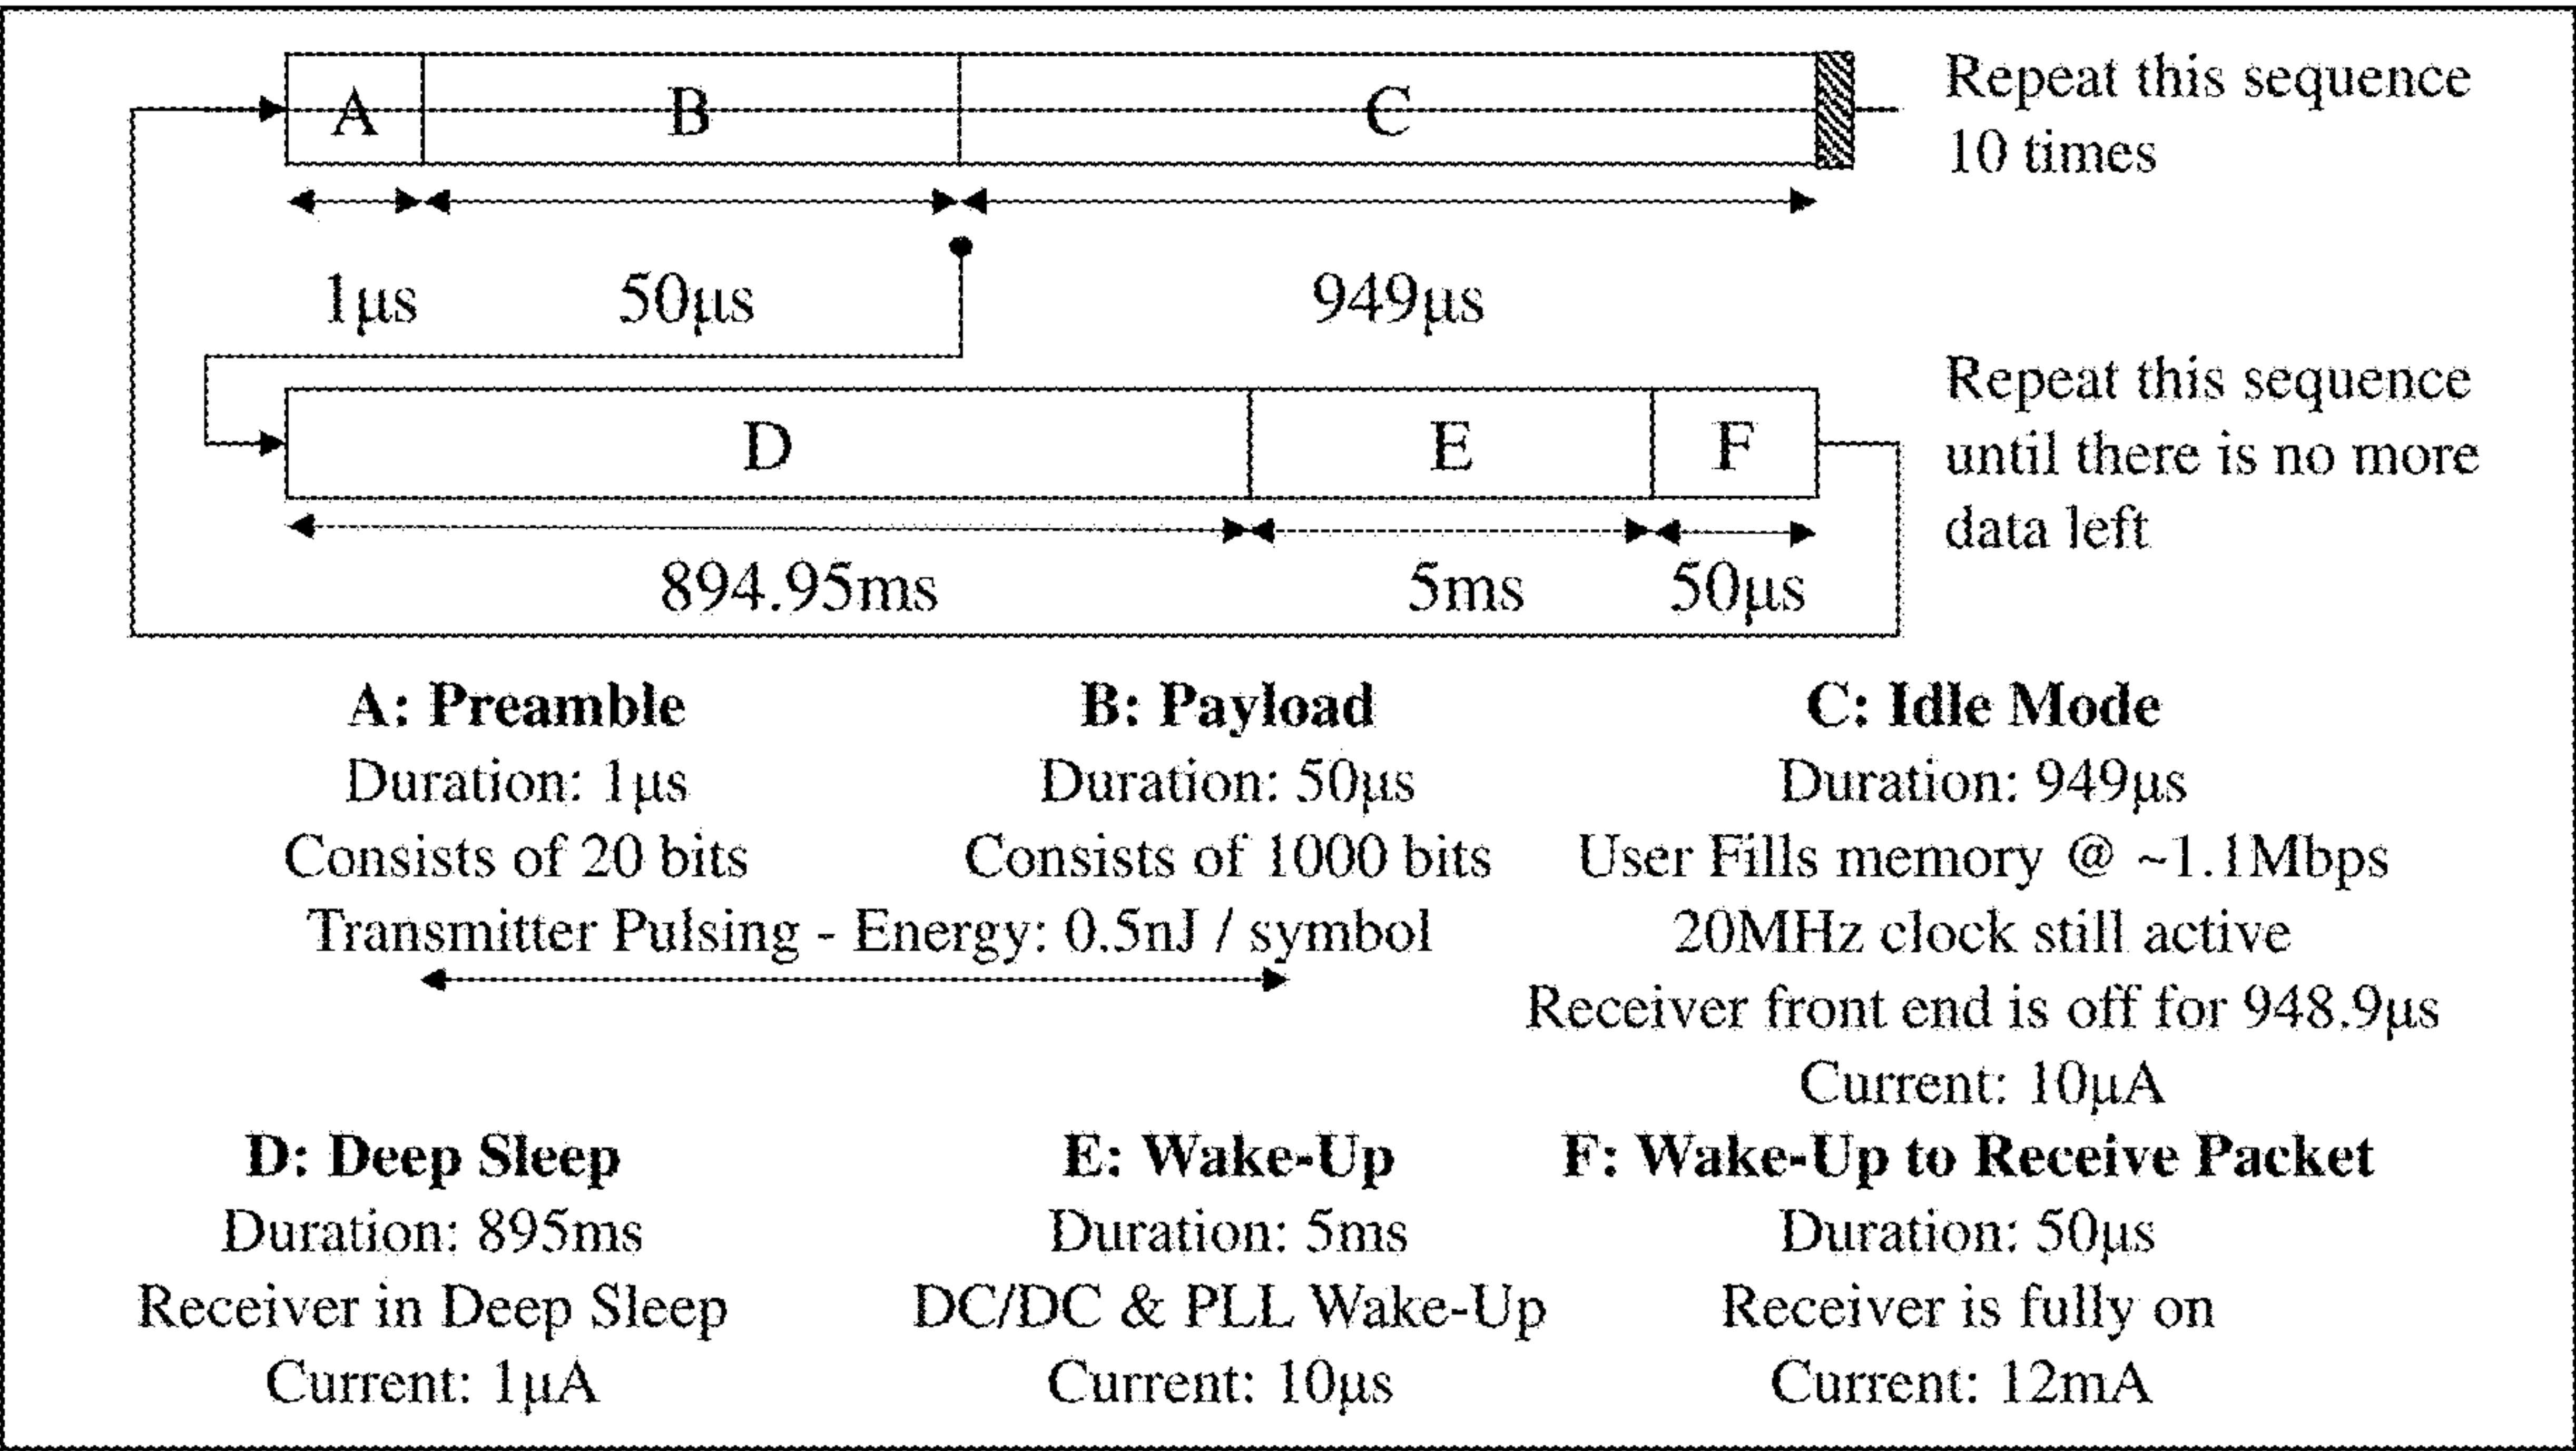 A B C
Repeat this sequence
10 times
1μs 50μs 949μs
D E F
Repeat this sequence
until there is no more
data left
894.95ms 5ms 50μs
A: Preamble
Duration: 1μs
Consists of 20 bits
B: Payload
Duration: 50μs
Consists of 1000 bits
Transmitter Pulsing - Energy: 0.5nJ / symbol
C: Idle Mode
Duration: 949μs
User Fills memory @ ~1.1Mbps
20MHz clock still active
Receiver front end is off for 948.9μs
Current: 10μA
D: Deep Sleep
Duration: 895ms
Receiver in Deep Sleep
Current: 1μA
E: Wake-Up
Duration: 5ms
DC/DC & PLL Wake-Up
Current: 10μs
F: Wake-Up to Receive Packet
Duration: 50μs
Receiver is fully on
Current: 12mA